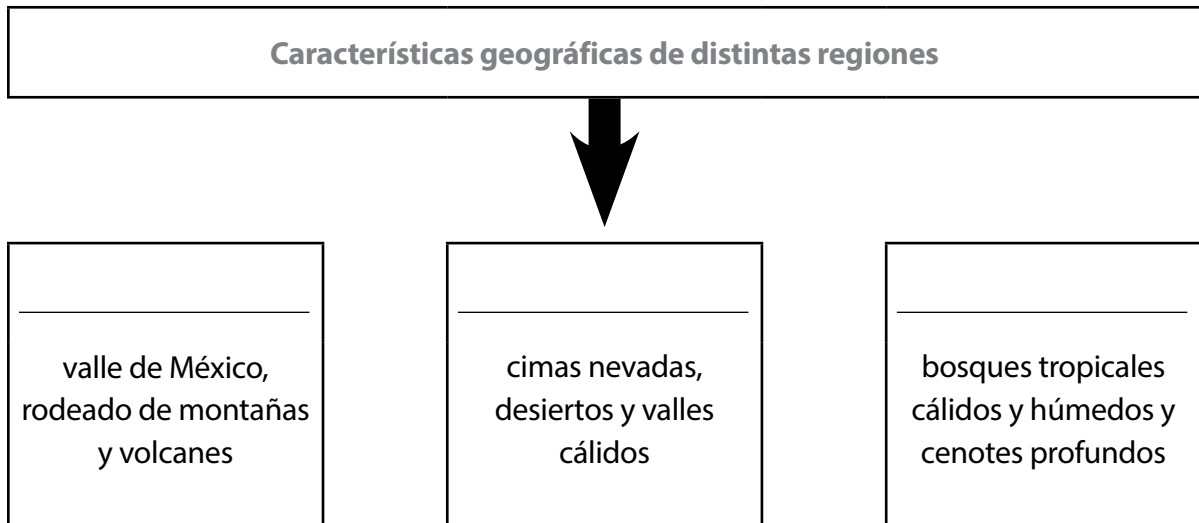 Características geográficas de distintas regiones
valle de México,
rodeado de montañas
y volcanes
cimas nevadas,
desiertos y valles
cálidos
bosques tropicales
cálidos y húmedos y
cenotes profundos